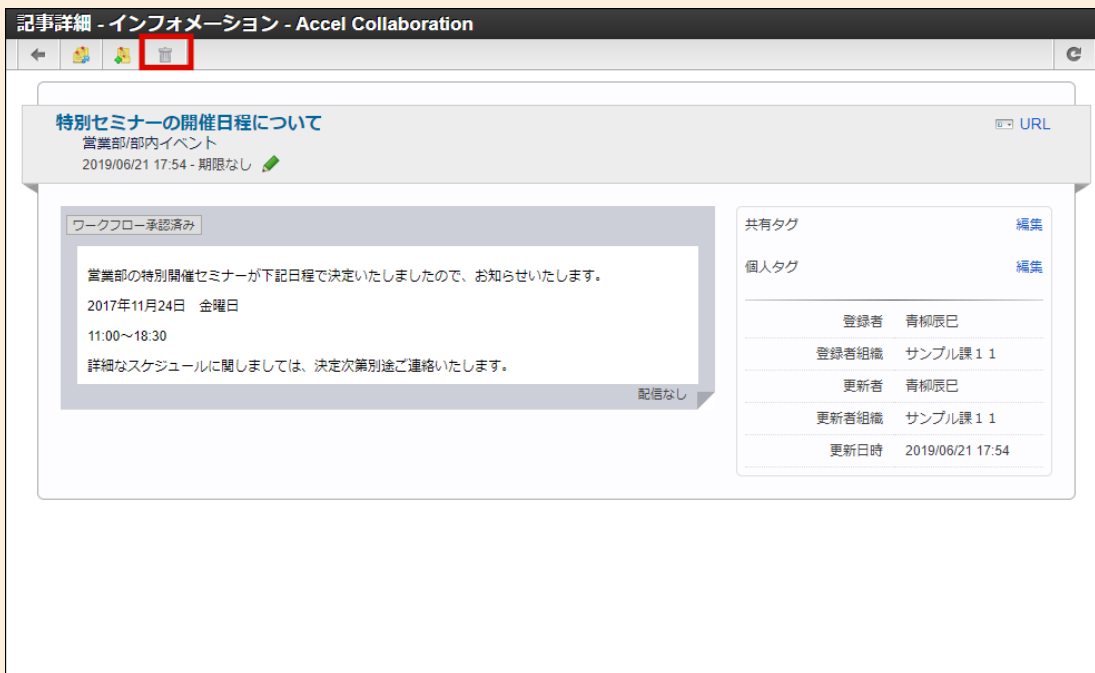 記事詳細 - インフォメーション - Accel Collaboration
特別セミナーの開催日程について
URL
営業部/部内イベント
2019/06/21 17:54 - 期限なし
ワークフロー承認済み
営業部の特別開催セミナーが下記日程で決定いたしましたので、お知らせいたします。
2017年11月24日　金曜日
11:00～18:30
詳細なスケジュールに関しましては、決定次第別途ご連絡いたします。
配信なし
共有タグ 編集
個人タグ 編集
登録者 青柳辰巳
登録者組織 サンプル課１１
更新者 青柳辰巳
更新者組織 サンプル課１１
更新日時 2019/06/21 17:54